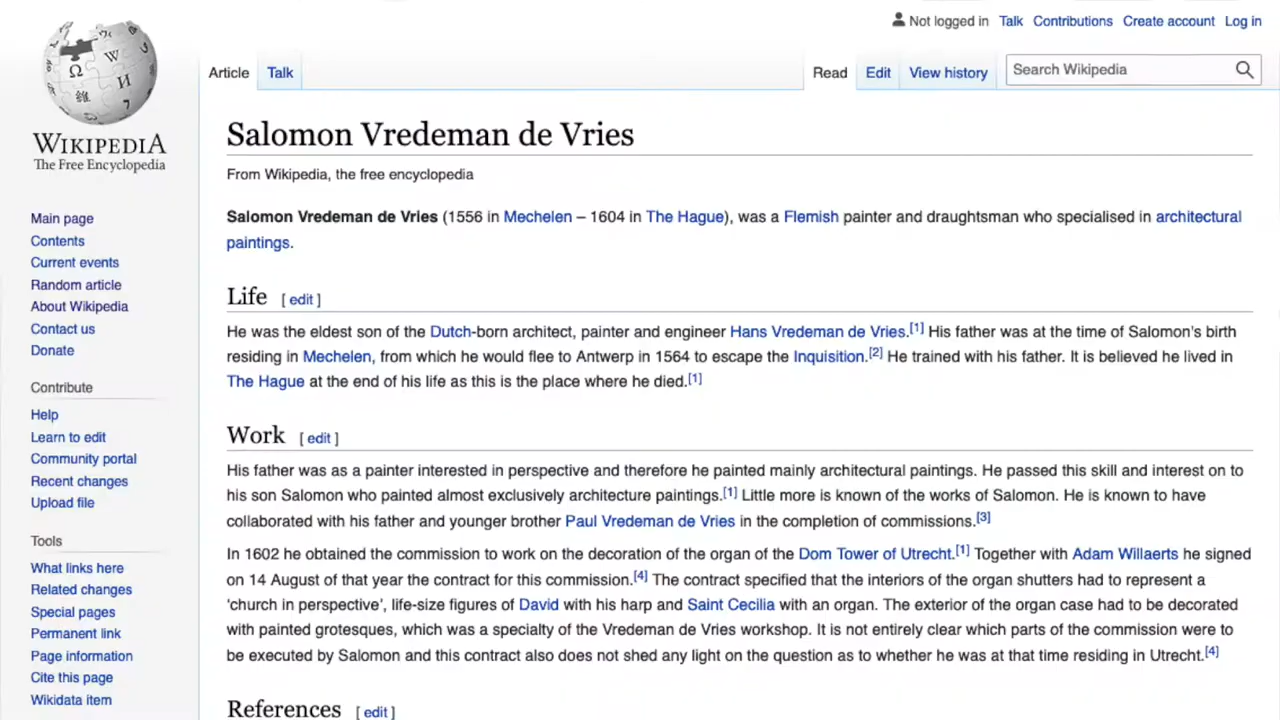 Not logged in Talk Contributions Create account Log in
Article Talk Read Edit View history Search Wikipedia
WIKIPEDIA
The Free Encyclopedia
Main page
Contents
Current events
Random article
About Wikipedia
Contact us
Donate
Contribute
Help
Learn to edit
Community portal
Recent changes
Upload file
Tools
What links here
Related changes
Special pages
Permanent link
Page information
Cite this page
Wikidata item
Salomon Vredeman de Vries
From Wikipedia, the free encyclopedia
Salomon Vredeman de Vries (1556 in Mechelen – 1604 in The Hague), was a Flemish painter and draughtsman who specialised in architectural
paintings.
Life [ edit ]
He was the eldest son of the Dutch-born architect, painter and engineer Hans Vredeman de Vries.[1] His father was at the time of Salomon's birth
residing in Mechelen, from which he would flee to Antwerp in 1564 to escape the Inquisition.[2] He trained with his father. It is believed he lived in
The Hague at the end of his life as this is the place where he died.[1]
Work [ edit ]
His father was as a painter interested in perspective and therefore he painted mainly architectural paintings. He passed this skill and interest on to
his son Salomon who painted almost exclusively architecture paintings.[1] Little more is known of the works of Salomon. He is known to have
collaborated with his father and younger brother Paul Vredeman de Vries in the completion of commissions.[3]
In 1602 he obtained the commission to work on the decoration of the organ of the Dom Tower of Utrecht.[1] Together with Adam Willaerts he signed
on 14 August of that year the contract for this commission.[4] The contract specified that the interiors of the organ shutters had to represent a
'church in perspective', life-size figures of David with his harp and Saint Cecilia with an organ. The exterior of the organ case had to be decorated
with painted grotesques, which was a specialty of the Vredeman de Vries workshop. It is not entirely clear which parts of the commission were to
be executed by Salomon and this contract also does not shed any light on the question as to whether he was at that time residing in Utrecht.[4]
References [ edit ]